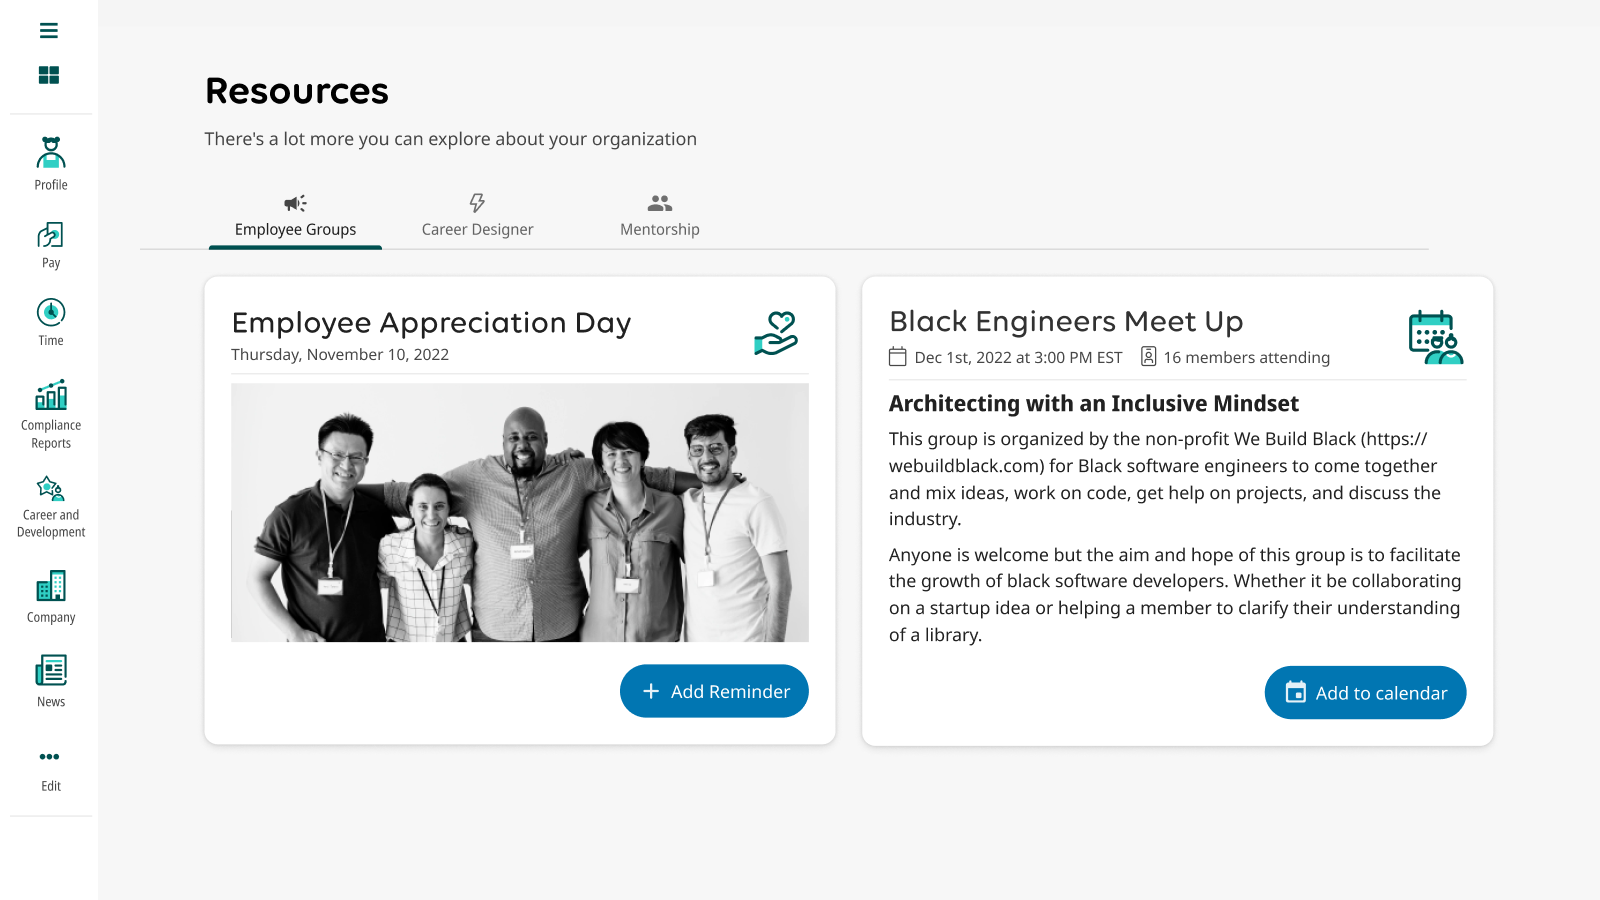 Resources
There's a lot more you can explore about your organization
Profile
Pay
Time
Compliance
Reports
Career and
Development
Company
News
Edit
Employee Groups
Career Designer
Mentorship
Employee Appreciation Day
Thursday, November 10, 2022
+ Add Reminder
Black Engineers Meet Up
Dec 1st, 2022 at 3:00 PM EST
16 members attending
Architecting with an Inclusive Mindset
This group is organized by the non-profit We Build Black (https://
webuildblack.com) for Black software engineers to come together
and mix ideas, work on code, get help on projects, and discuss the
industry.
Anyone is welcome but the aim and hope of this group is to facilitate
the growth of black software developers. Whether it be collaborating
on a startup idea or helping a member to clarify their understanding
of a library.
Add to calendar